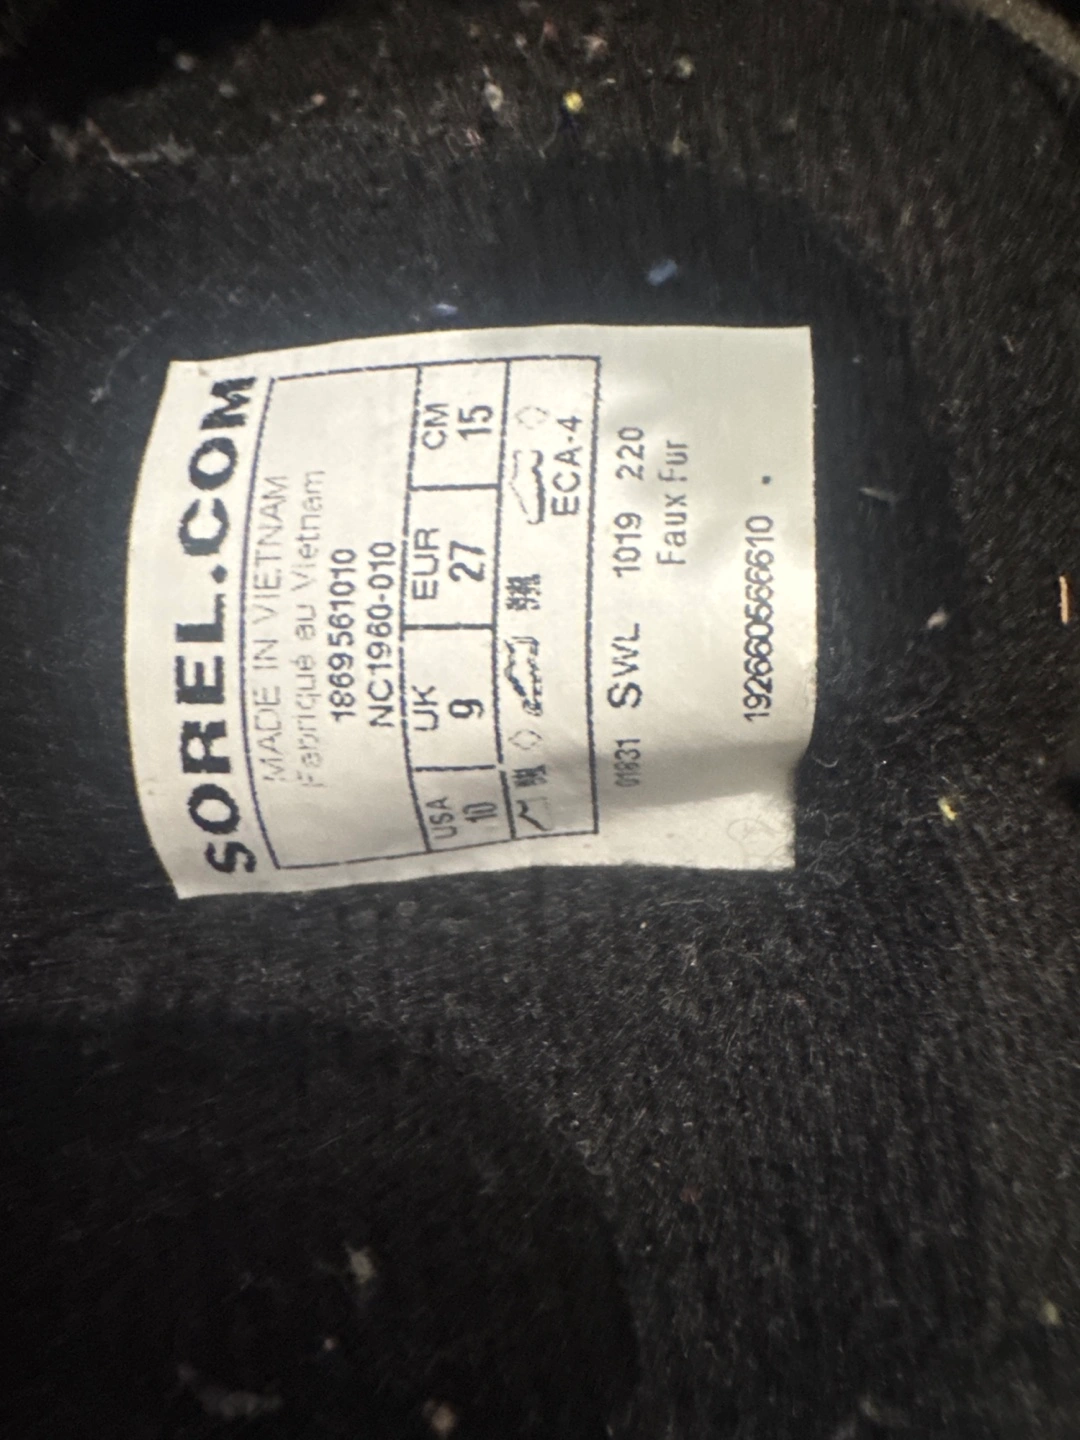 SOREL.COM
MADE IN VIETNAM
Fabriqué au Vietnam
1869561010
NC1960-010
USA UK EUR CM
10 9 27 15
ECA-4
01831 SWL 1019 220
Faux Fur
192660566610